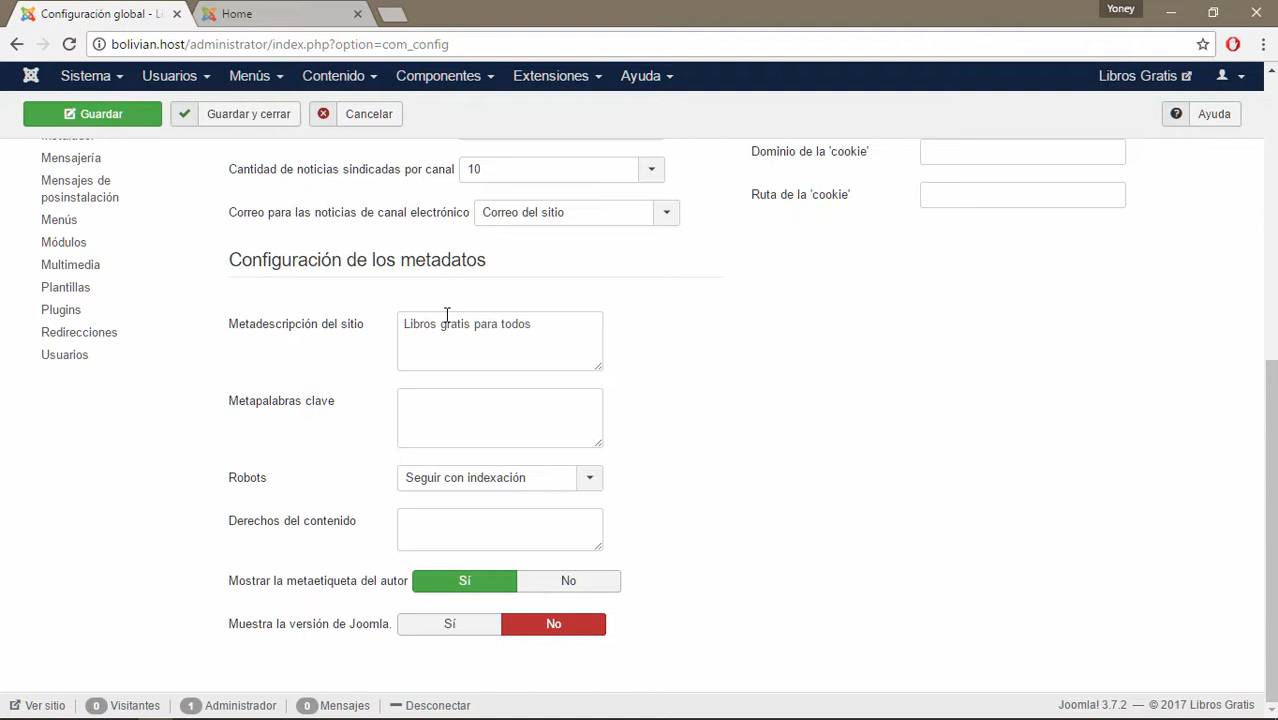 Configuración global - Li
Home
Yoney
bolivian.host/administrator/index.php?option=com_config
Sistema
Usuarios
Menús
Contenido
Componentes
Extensiones
Ayuda
Libros Gratis
Guardar
Guardar y cerrar
Cancelar
Ayuda
Mensajería
Mensajes de
posinstalación
Menús
Módulos
Multimedia
Plantillas
Plugins
Redirecciones
Usuarios
Cantidad de noticias sindicadas por canal
10
Correo para las noticias de canal electrónico
Correo del sitio
Dominio de la 'cookie'
Ruta de la 'cookie'
Configuración de los metadatos
Metadescripción del sitio
Libros gratis para todos
Metapalabras clave
Robots
Seguir con indexación
Derechos del contenido
Mostrar la metaetiqueta del autor
Sí
No
Muestra la versión de Joomla.
Sí
No
Ver sitio
0 Visitantes
1 Administrador
0 Mensajes
Desconectar
Joomla! 3.7.2 — © 2017 Libros Gratis